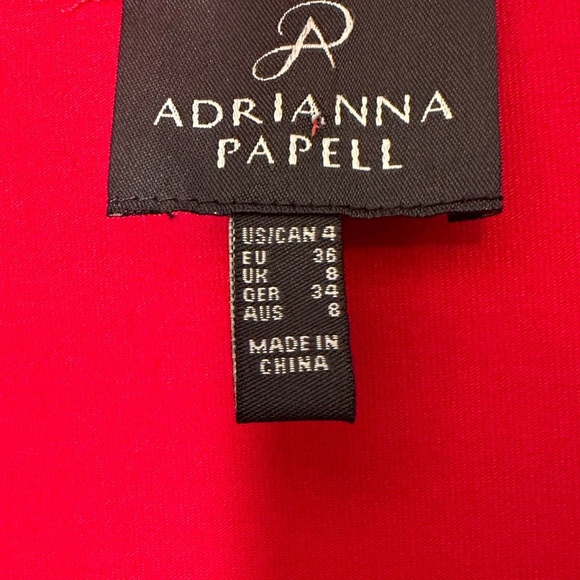 AP
ADRIANNA
PAPELL
US/CAN 4
EU 36
UK 8
GER 34
AUS 8
MADE IN
CHINA